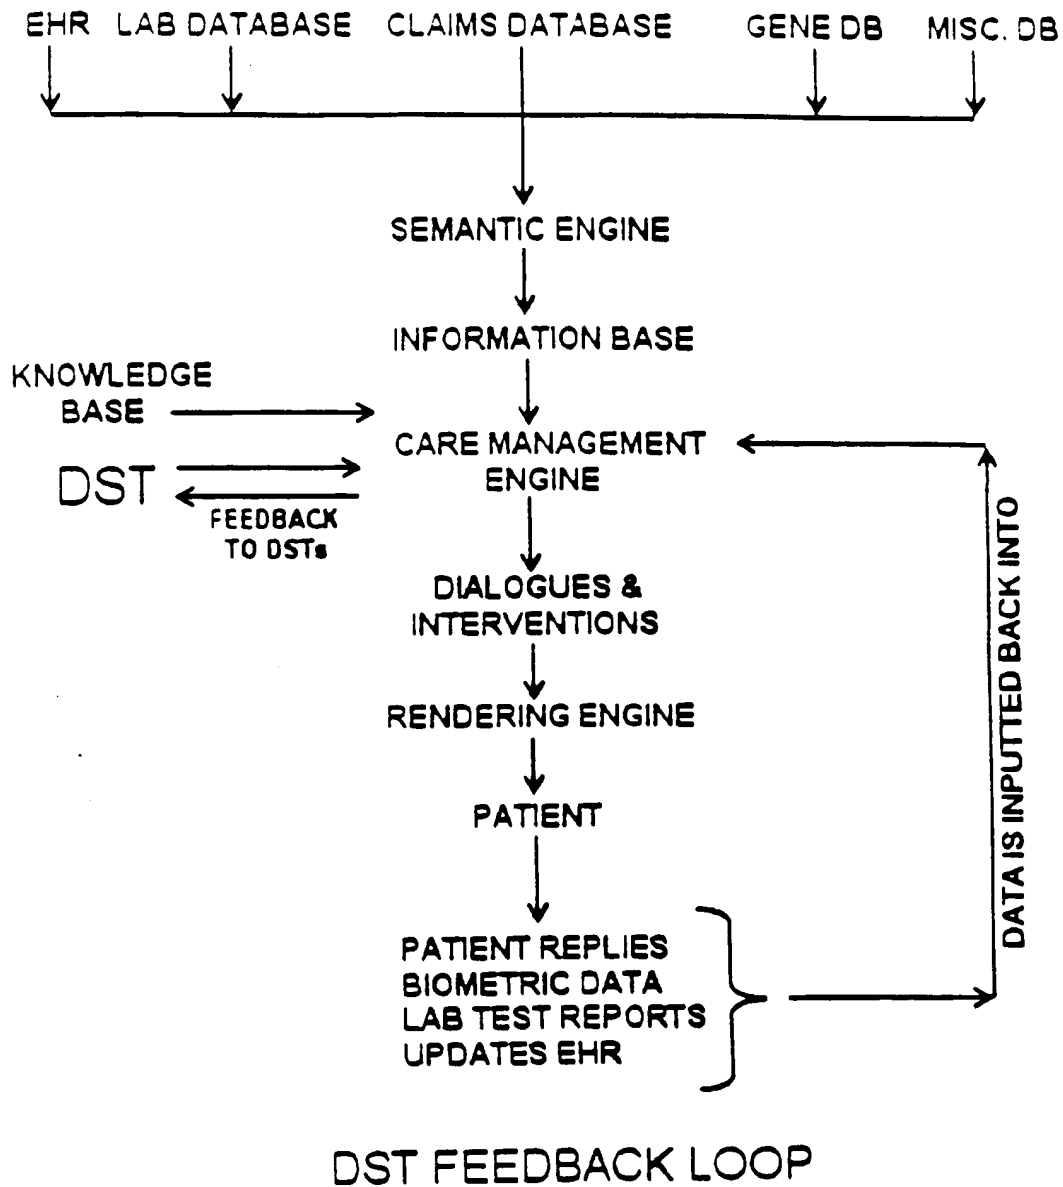 EHR LAB DATABASE CLAIMS DATABASE GENE DB MISC. DB
SEMANTIC ENGINE
INFORMATION BASE
KNOWLEDGE
BASE
CARE MANAGEMENT
ENGINE
DST
FEEDBACK
TO DSTs
DIALOGUES &
INTERVENTIONS
RENDERING ENGINE
PATIENT
PATIENT REPLIES
BIOMETRIC DATA
LAB TEST REPORTS
UPDATES EHR
DATA IS INPUTTED BACK INTO
DST FEEDBACK LOOP